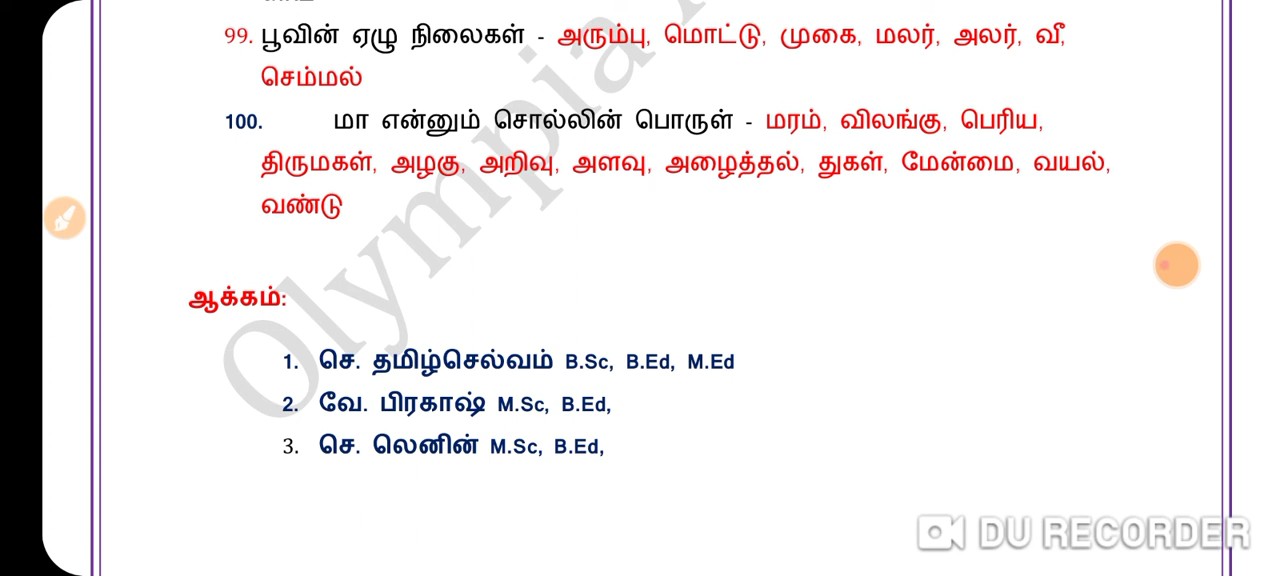 99. பூவின் ஏழு நிலைகள் - அரும்பு, மொட்டு, முகை, மலர், அலர், வீ,
செம்மல்
100. மா என்னும் சொல்லின் பொருள் - மரம், விலங்கு, பெரிய,
திருமகள், அழகு, அறிவு, அளவு, அழைத்தல், துகள், மேன்மை, வயல்,
வண்டு
Olympia
ஆக்கம்:
1. செ. தமிழ்செல்வம் B.Sc, B.Ed, M.Ed
2. வே. பிரகாஷ் M.Sc, B.Ed,
3. செ. லெனின் M.Sc, B.Ed,
DU RECORDER